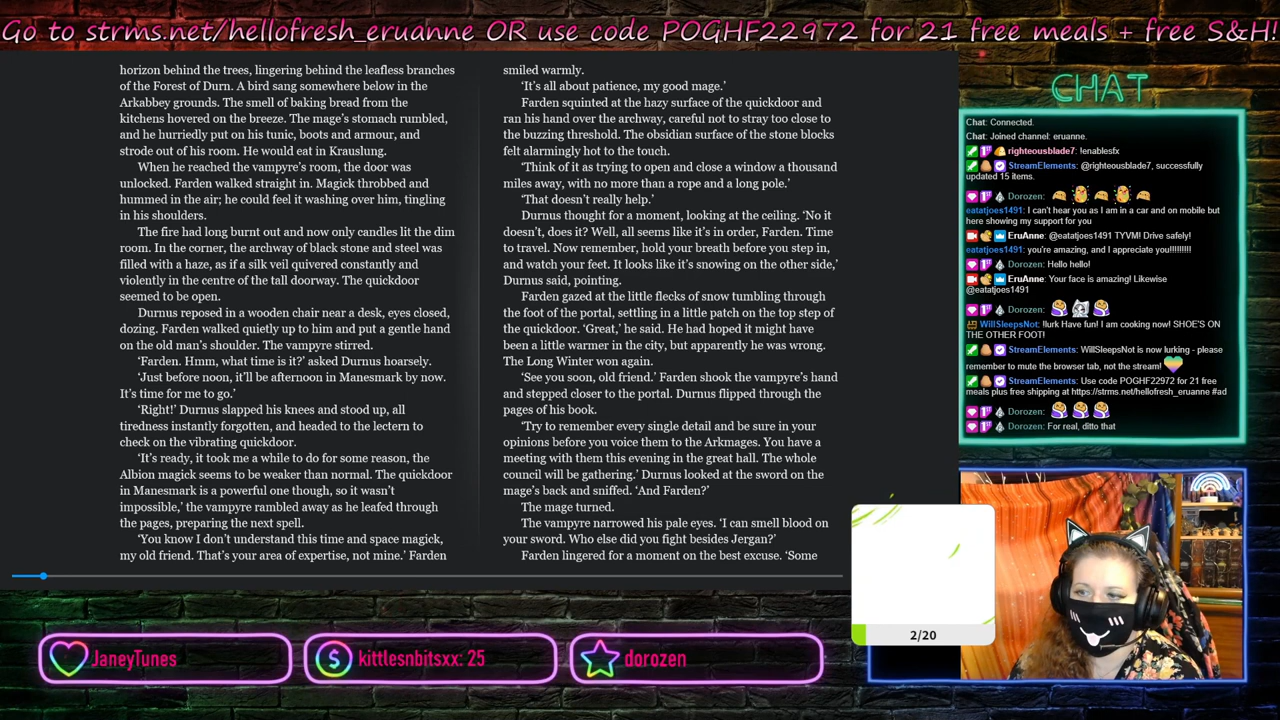 Go to strms.net/hellofresh_eruanne OR use code POGHF22972 for 21 free meals + free S&H!
horizon behind the trees, lingering behind the leafless branches
of the Forest of Durn. A bird sang somewhere below in the
Arkabbey grounds. The smell of baking bread from the
kitchens hovered on the breeze. The mage's stomach rumbled,
and he hurriedly put on his tunic, boots and armour, and
strode out of his room. He would eat in Krauslung.
When he reached the vampyre's room, the door was
unlocked. Farden walked straight in. Magick throbbed and
hummed in the air; he could feel it washing over him, tingling
in his shoulders.
The fire had long burnt out and now only candles lit the dim
room. In the corner, the archway of black stone and steel was
filled with a haze, as if a silk veil quivered constantly and
violently in the centre of the tall doorway. The quickdoor
seemed to be open.
Durnus reposed in a wooden chair near a desk, eyes closed,
dozing. Farden walked quietly up to him and put a gentle hand
on the old man's shoulder. The vampyre stirred.
'Farden. Hmm, what time is it?' asked Durnus hoarsely.
'Just before noon, it'll be afternoon in Manesmark by now.
It's time for me to go.'
'Right!' Durnus slapped his knees and stood up, all
tiredness instantly forgotten, and headed to the lectern to
check on the vibrating quickdoor.
'It's ready, it took me a while to do for some reason, the
Albion magick seems to be weaker than normal. The quickdoor
in Manesmark is a powerful one though, so it wasn't
impossible,' the vampyre rambled away as he leafed through
the pages, preparing the next spell.
'You know I don't understand this time and space magick,
my old friend. That's your area of expertise, not mine.' Farden
smiled warmly.
'It's all about patience, my good mage.'
Farden squinted at the hazy surface of the quickdoor and
ran his hand over the archway, careful not to stray too close to
the buzzing threshold. The obsidian surface of the stone blocks
felt alarmingly hot to the touch.
'Think of it as trying to open and close a window a thousand
miles away, with no more than a rope and a long pole.'
'That doesn't really help.'
Durnus thought for a moment, looking at the ceiling. 'No it
doesn't, does it? Well, all seems like it's in order, Farden. Time
to travel. Now remember, hold your breath before you step in,
and watch your feet. It looks like it's snowing on the other side,'
Durnus said, pointing.
Farden gazed at the little flecks of snow tumbling through
the foot of the portal, settling in a little patch on the top step of
the quickdoor. 'Great,' he said. He had hoped it might have
been a little warmer in the city, but apparently he was wrong.
The Long Winter won again.
'See you soon, old friend.' Farden shook the vampyre's hand
and stepped closer to the portal. Durnus flipped through the
pages of his book.
'Try to remember every single detail and be sure in your
opinions before you voice them to the Arkmages. You have a
meeting with them this evening in the great hall. The whole
council will be gathering.' Durnus looked at the sword on the
mage's back and sniffed. 'And Farden?'
The mage turned.
The vampyre narrowed his pale eyes. 'I can smell blood on
your sword. Who else did you fight besides Jergan?'
Farden lingered for a moment on the best excuse. 'Some
CHAT
Chat: Connected.
Chat: Joined channel: eruanne.
righteousblade7: !enablesfx
StreamElements: @righteousblade7, successfully
updated 15 items.
Dorozen:
eatatjoes1491: I can't hear you as I am in a car and on mobile but
here showing my support for you
EruAnne: @eatatjoes1491 TYVM! Drive safely!
eatatjoes1491: you're amazing, and I appreciate you!!!!!!!!!
Dorozen: Hello hello!
EruAnne: Your face is amazing! Likewise
@eatatjoes1491
Dorozen:
WillSleepsNot: !lurk Have fun! I am cooking now! SHOE'S ON
THE OTHER FOOT!
StreamElements: WillSleepsNot is now lurking - please
remember to mute the browser tab, not the stream!
StreamElements: Use code POGHF22972 for 21 free
meals plus free shipping at https://strms.net/hellofresh_eruanne #ad
Dorozen:
Dorozen: For real, ditto that
2/20
JaneyTunes
kittlesnbitsxx: 25
dorozen